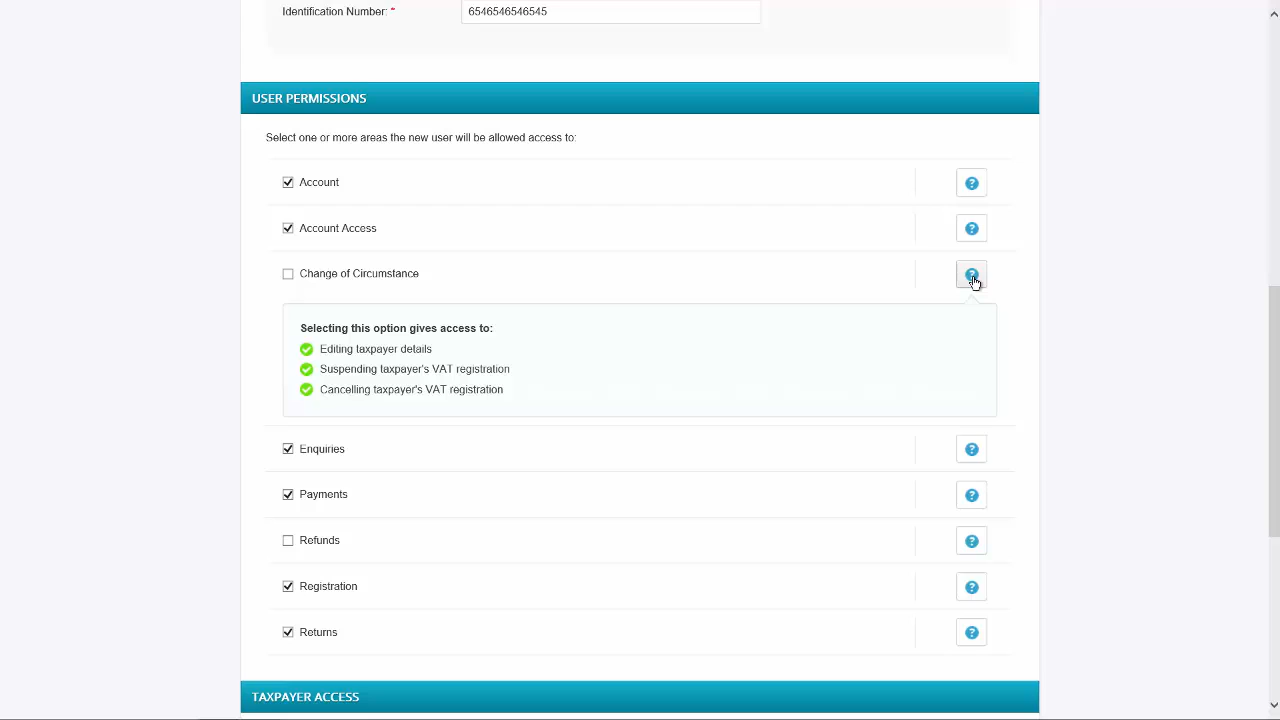 Identification Number: * 6546546546545
USER PERMISSIONS
Select one or more areas the new user will be allowed access to:
Account
Account Access
Change of Circumstance
Selecting this option gives access to:
Editing taxpayer details
Suspending taxpayer's VAT registration
Cancelling taxpayer's VAT registration
Enquiries
Payments
Refunds
Registration
Returns
TAXPAYER ACCESS